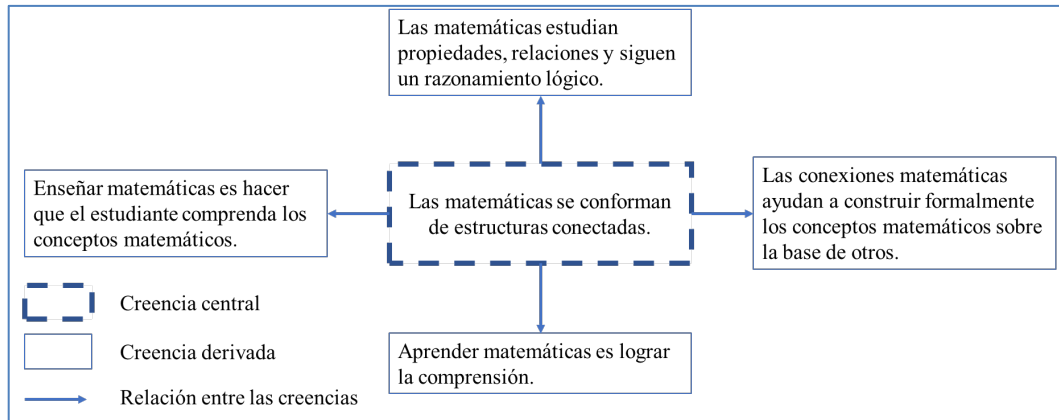 Las matemáticas estudian
propiedades, relaciones y siguen
un razonamiento lógico.
Enseñar matemáticas es hacer
que el estudiante comprenda los
conceptos matemáticos.
Las matemáticas se conforman
de estructuras conectadas.
Las conexiones matemáticas
ayudan a construir formalmente
los conceptos matemáticos sobre
la base de otros.
Aprender matemáticas es lograr
la comprensión.
Creencia central
Creencia derivada
Relación entre las creencias